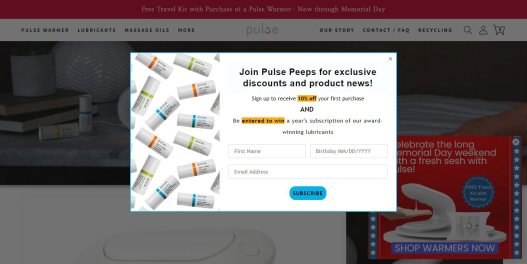 Free Travel Kit with Purchase of a Pulse Warmer- Now through Memorial Day
PULSE WARMER LUBRICANTS MASSAGE OILS MORE
pulse
OUR STORY CONTACT / FAQ RECYCLING
Join Pulse Peeps for exclusive
discounts and product news!
Sign up to receive 10% off your first purchase
AND
Be entered to win a year's subscription of our award-
winning lubricants
First Name
Birthday MM/DD/YYYY
Email Address
SUBSCRIBE
Celebrate the long
Memorial Day weekend
with a fresh sesh with
Pulse!
FREE Travel
Kit with
Warmer
SHOP WARMERS NOW